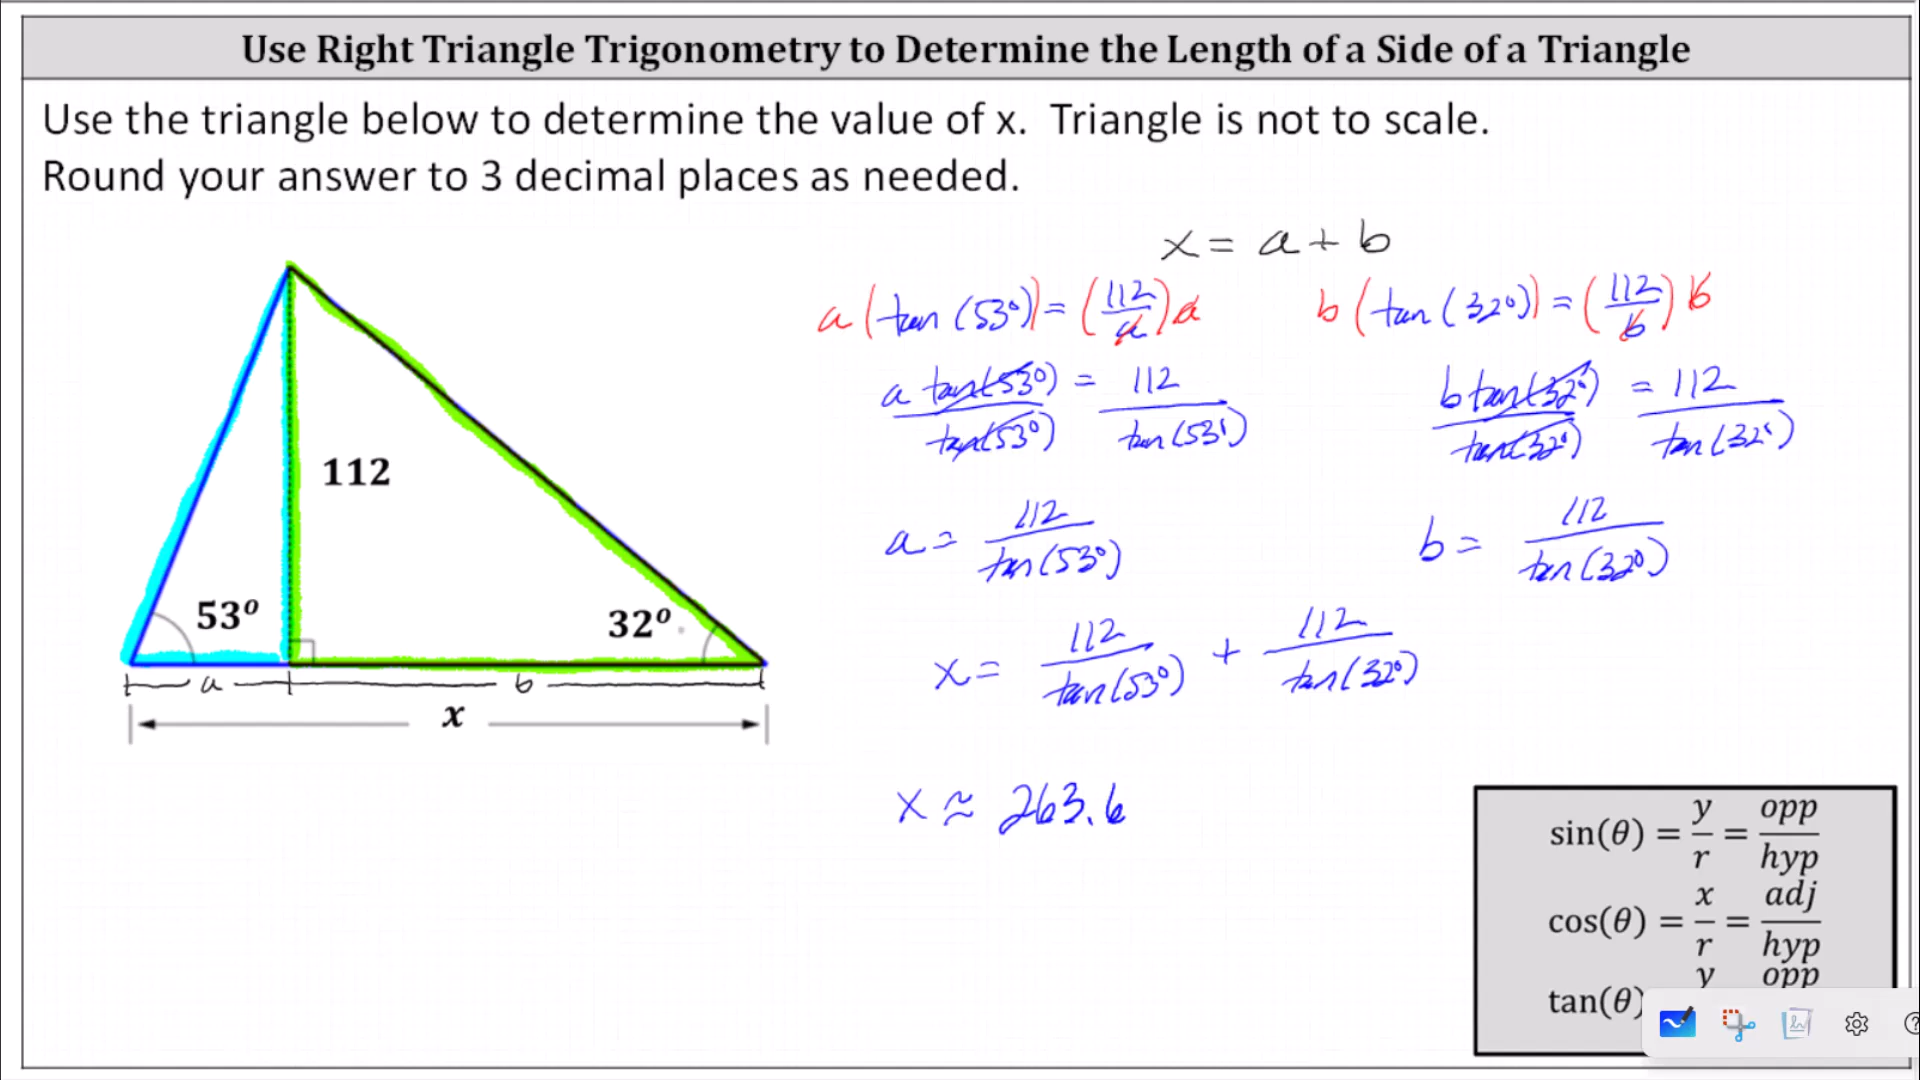 Use Right Triangle Trigonometry to Determine the Length of a Side of a Triangle
Use the triangle below to determine the value of x. Triangle is not to scale.
Round your answer to 3 decimal places as needed.
x = a + b
a(tan(53°)) = (112/a)a
b(tan(32°)) = (112/b)b
a tan(53°)/tan(53°) = 112/tan(53°)
b tan(32°)/tan(32°) = 112/tan(32°)
112
a = 112/tan(53°)
b = 112/tan(32°)
53°
32°
x = 112/tan(53°) + 112/tan(32°)
a
b
x
x ≈ 263.6
sin(θ) = y/r = opp/hyp
cos(θ) = x/r = adj/hyp
tan(θ) y opp